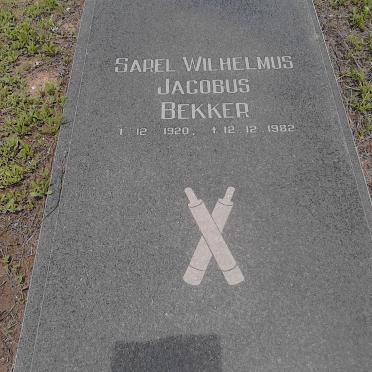 SAREL WILHELMUS
JACOBUS
BEKKER
1 12 1920, † 12 12 1982